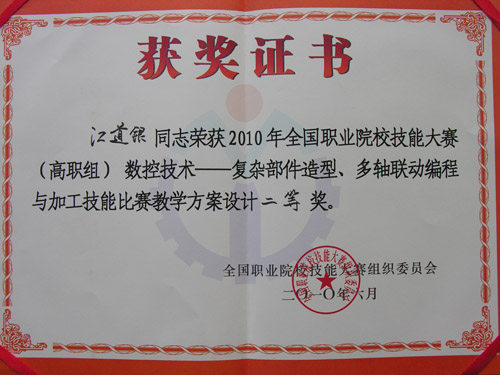 获奖证书
江道银 同志荣获2010年全国职业院校技能大赛
（高职组）数控技术——复杂部件造型、多轴联动编程
与加工技能比赛教学方案设计二等奖。
全国职业院校技能大赛组织委员会
二〇一〇年六月